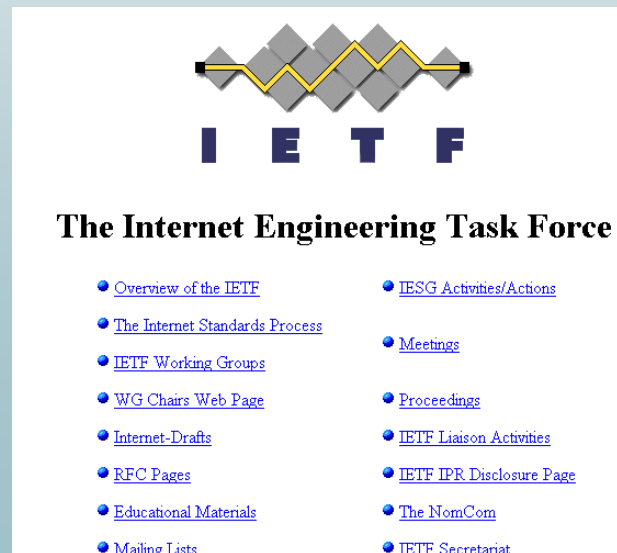 I E T F
The Internet Engineering Task Force
Overview of the IETF
The Internet Standards Process
IETF Working Groups
WG Chairs Web Page
Internet-Drafts
RFC Pages
Educational Materials
Mailing Lists
IESG Activities/Actions
Meetings
Proceedings
IETF Liaison Activities
IETF IPR Disclosure Page
The NomCom
IETF Secretariat